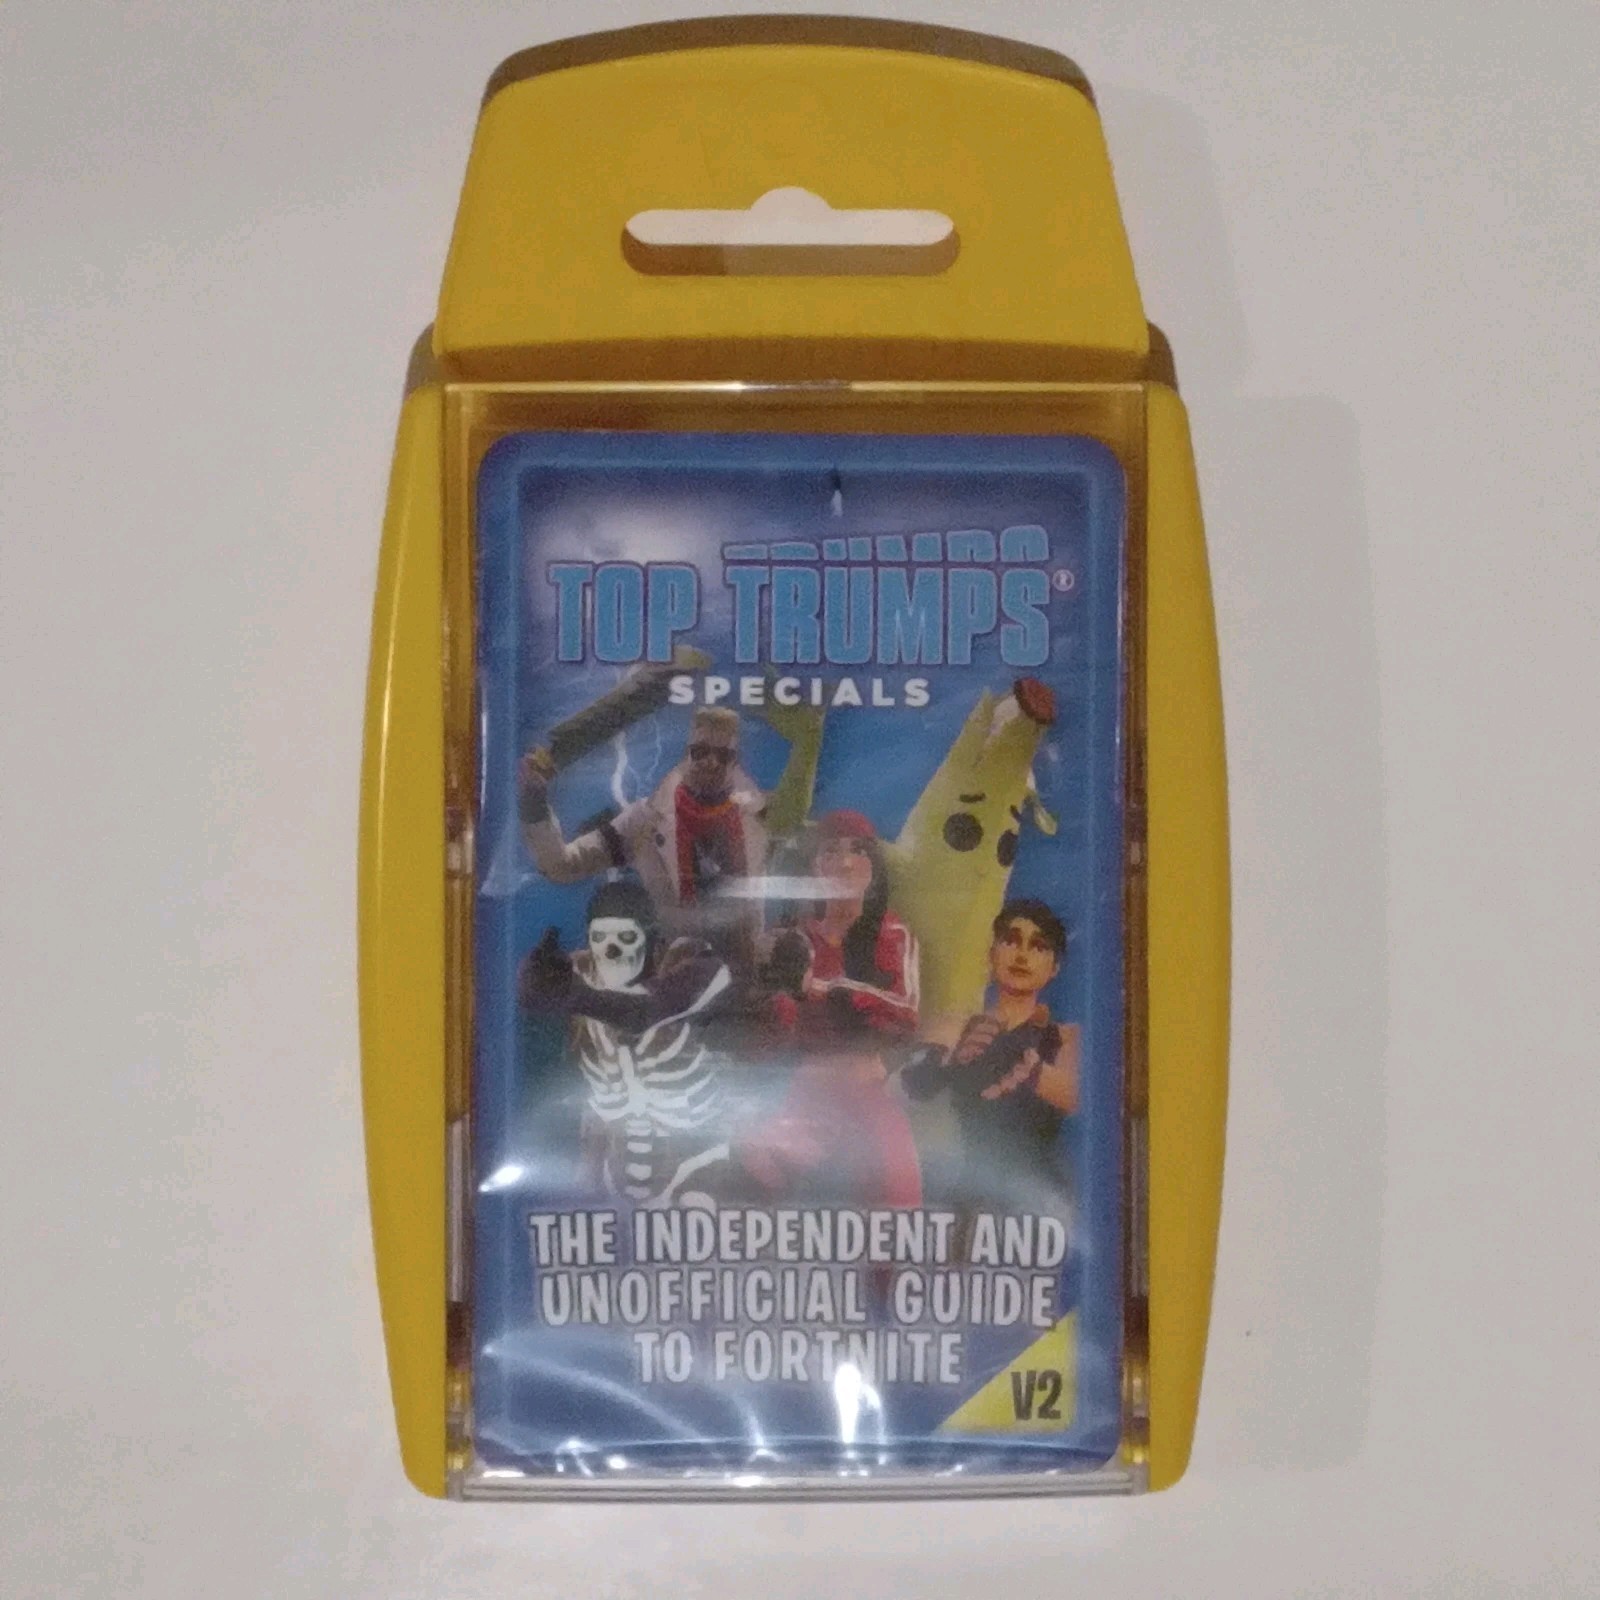 TOP TRUMPS®
SPECIALS
THE INDEPENDENT AND
UNOFFICIAL GUIDE
TO FORTNITE
V2